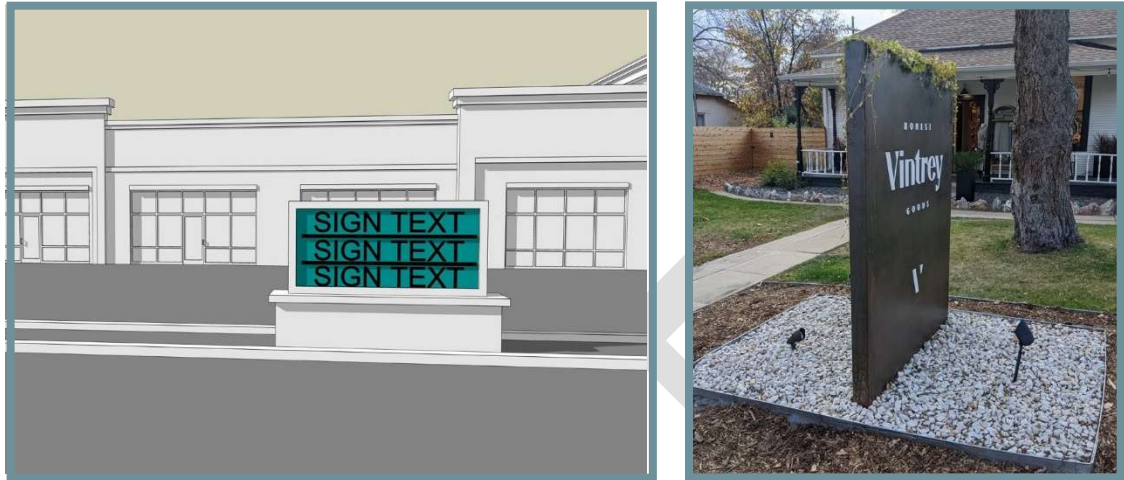 SIGN TEXT
SIGN TEXT
SIGN TEXT
HONEST
Vintrey
GOODS
V